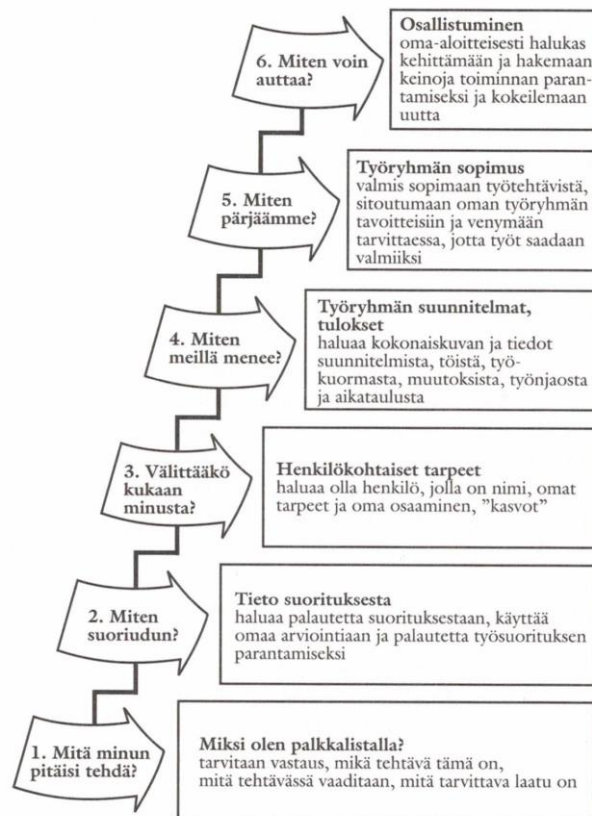 6. Miten voin
auttaa?
Osallistuminen
oma-aloitteisesti halukas
kehittämään ja hakemaan
keinoja toiminnan paran-
tamiseksi ja kokeilemaan
uutta
5. Miten
pärjäämme?
Työryhmän sopimus
valmis sopimaan työtehtävistä,
sitoutumaan oman työryhmän
tavoitteisiin ja venymään
tarvittaessa, jotta työt saadaan
valmiiksi
4. Miten
meillä menee?
Työryhmän suunnitelmat,
tulokset
haluaa kokonaiskuvan ja tiedot
suunnitelmista, töistä, työ-
kuormasta, muutoksista, työnjaosta
ja aikataulusta
3. Välittääkö
kukaan
minusta?
Henkilökohtaiset tarpeet
haluaa olla henkilö, jolla on nimi, omat
tarpeet ja oma osaaminen, ”kasvot”
2. Miten
suoriudun?
Tieto suorituksesta
haluaa palautetta suorituksestaan, käyttää
omaa arviointiaan ja palautetta työsuorituksen
parantamiseksi
1. Mitä minun
pitäisi tehdä?
Miksi olen palkkalistalla?
tarvitaan vastaus, mikä tehtävä tämä on,
mitä tehtävässä vaaditaan, mitä tarvittava laatu on